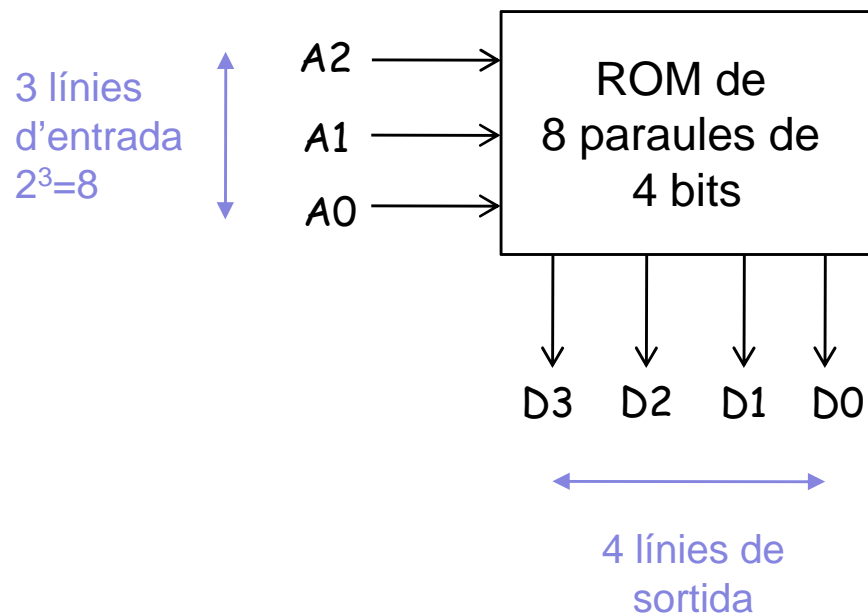 3 línies
d’entrada
2³=8
A2
A1
A0
ROM de
8 paraules de
4 bits
D3 D2 D1 D0
4 línies de
sortida